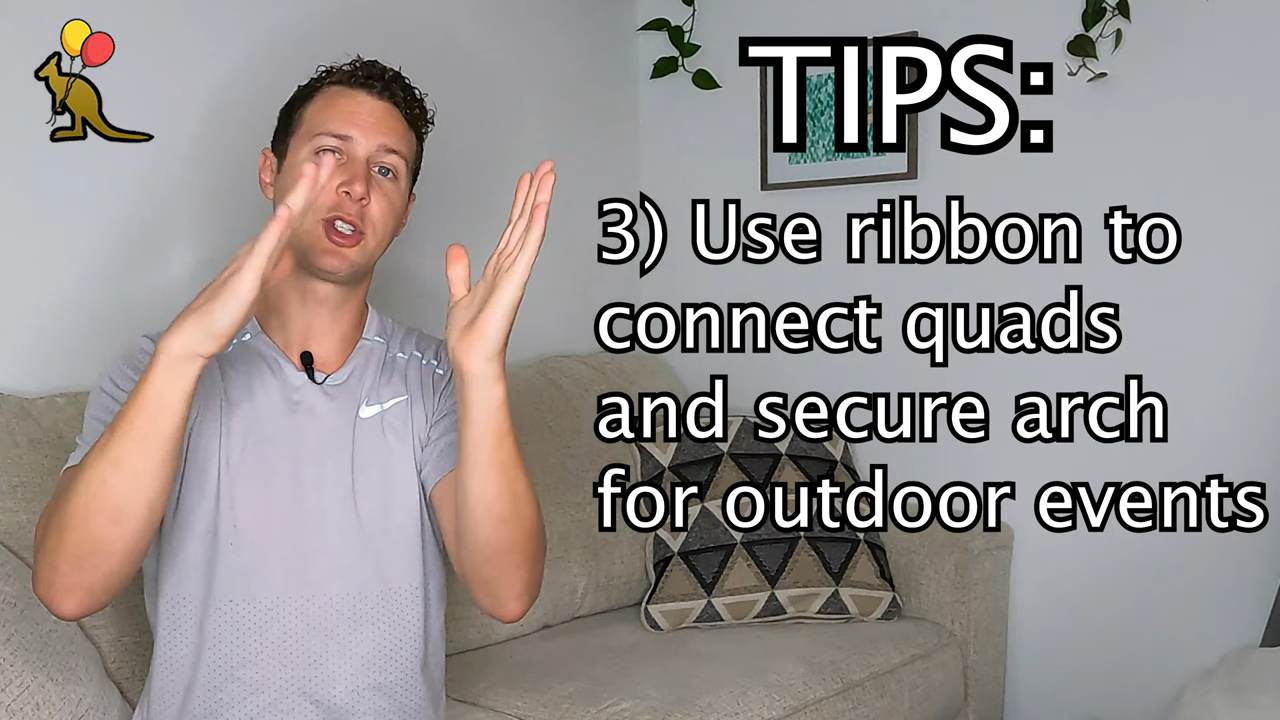 TIPS:
3) Use ribbon to
connect quads
and secure arch
for outdoor events